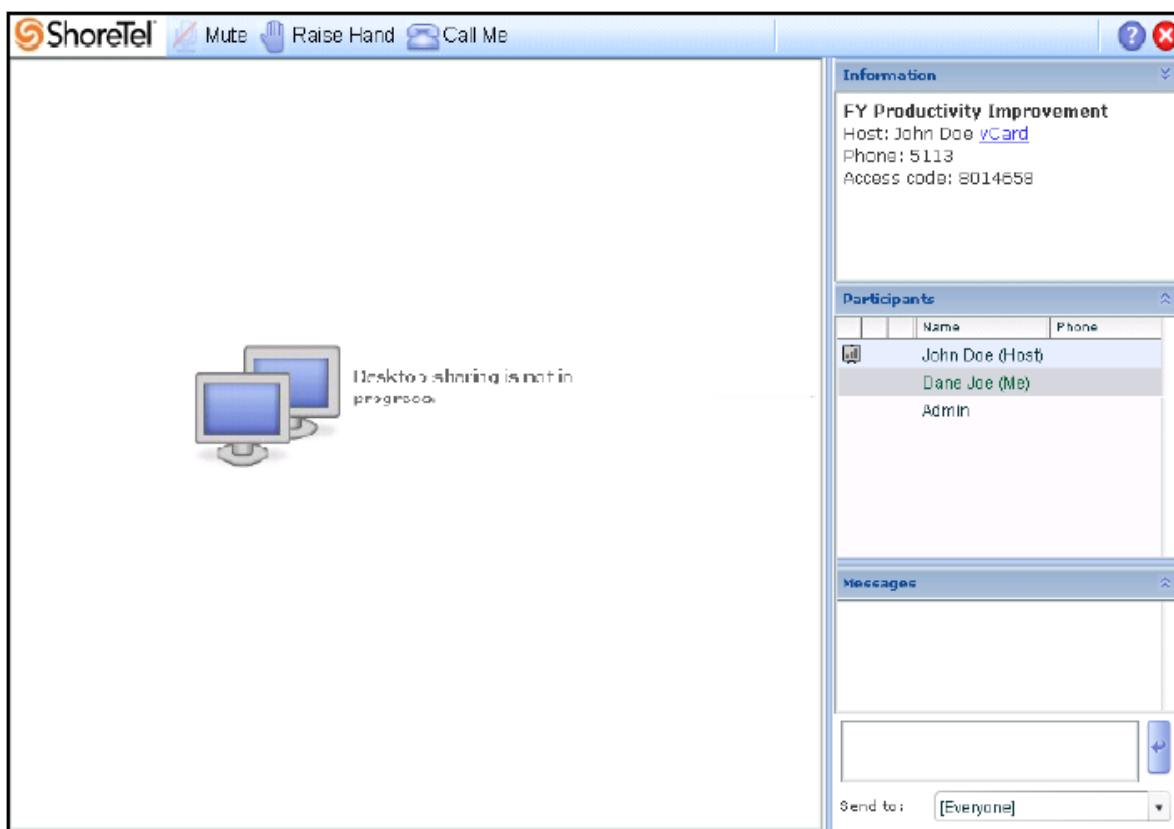 ShoreTel Mute Raise Hand Call Me ?
Information
FY Productivity Improvement
Host: John Doe vCard
Phone: 5113
Access code: 8014658
Participants
Name Phone
John Doe (Host)
Dane Joe (Me)
Admin
Desktop sharing is not in
progress.
Messages
Send to: [Everyone]